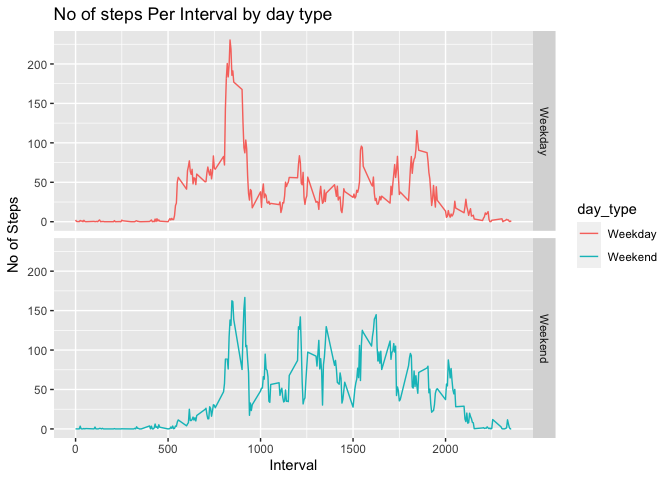 No of steps Per Interval by day type
200
150
100
50
0
Weekday
200
150
100
50
0
Weekend
No of Steps
0
500
1000
1500
2000
Interval
day_type
Weekday
Weekend